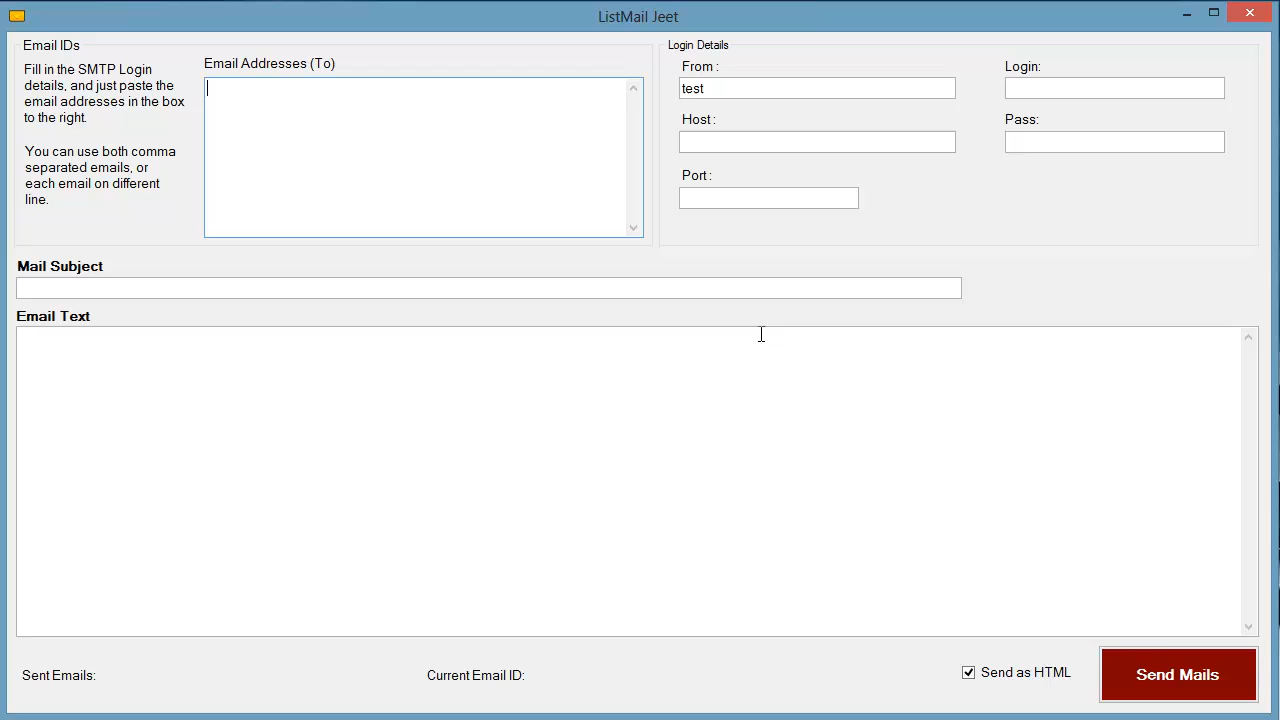 ListMail Jeet
Email IDs
Fill in the SMTP Login
details, and just paste the
email addresses in the box
to the right.
You can use both comma
separated emails, or
each email on different
line.
Email Addresses (To)
Login Details
From :
test
Login:
Host :
Pass:
Port :
Mail Subject
Email Text
Sent Emails:
Current Email ID:
Send as HTML
Send Mails